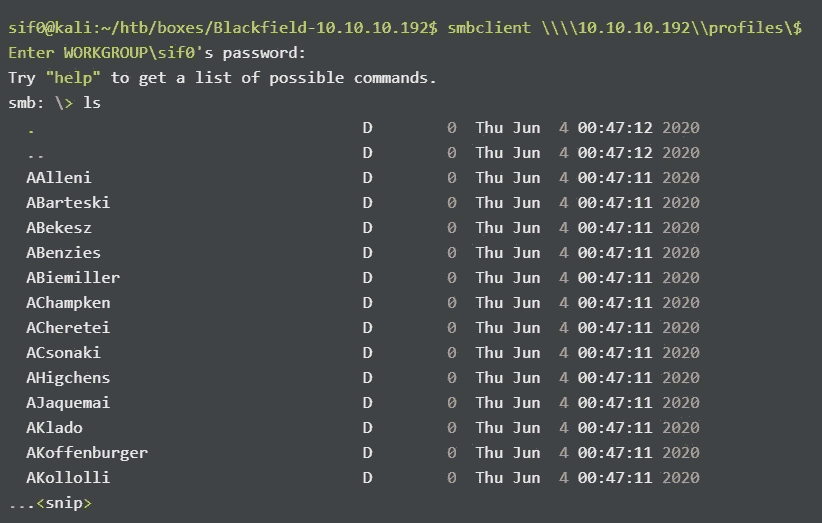 sif0@kali:~/htb/boxes/Blackfield-10.10.10.192$ smbclient \\\\10.10.10.192\\profiles\$
Enter WORKGROUP\sif0's password:
Try "help" to get a list of possible commands.
smb: \> ls
. D 0 Thu Jun 4 00:47:12 2020
.. D 0 Thu Jun 4 00:47:12 2020
AAlleni D 0 Thu Jun 4 00:47:11 2020
ABarteski D 0 Thu Jun 4 00:47:11 2020
ABekesz D 0 Thu Jun 4 00:47:11 2020
ABenzies D 0 Thu Jun 4 00:47:11 2020
ABiemiller D 0 Thu Jun 4 00:47:11 2020
AChampken D 0 Thu Jun 4 00:47:11 2020
ACheretei D 0 Thu Jun 4 00:47:11 2020
ACsonaki D 0 Thu Jun 4 00:47:11 2020
AHigchens D 0 Thu Jun 4 00:47:11 2020
AJaquemai D 0 Thu Jun 4 00:47:11 2020
AKlado D 0 Thu Jun 4 00:47:11 2020
AKoffenburger D 0 Thu Jun 4 00:47:11 2020
AKollolli D 0 Thu Jun 4 00:47:11 2020
...<snip>